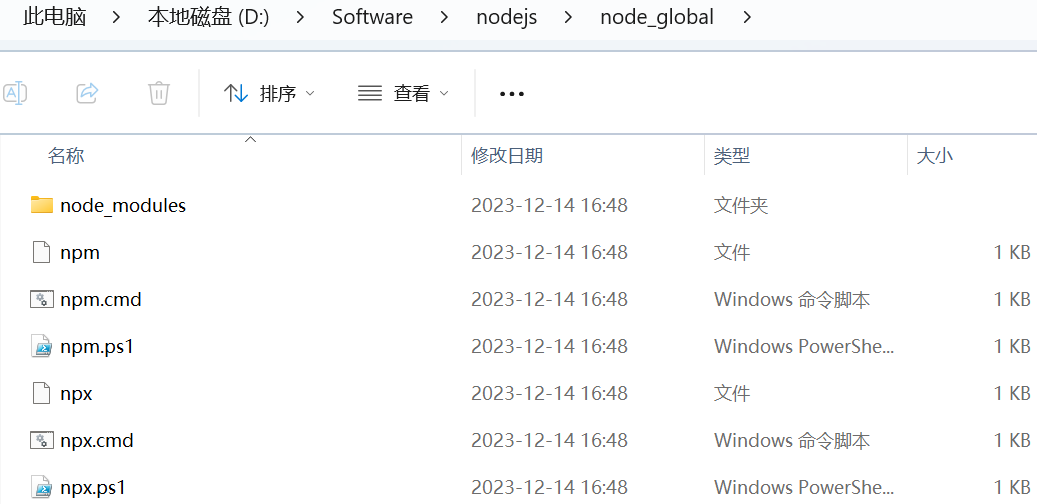 此电脑 > 本地磁盘 (D:) > Software > nodejs > node_global >
排序 查看 •••
名称 修改日期 类型 大小
node_modules 2023-12-14 16:48 文件夹
npm 2023-12-14 16:48 文件 1 KB
npm.cmd 2023-12-14 16:48 Windows 命令脚本 1 KB
npm.ps1 2023-12-14 16:48 Windows PowerShe... 1 KB
npx 2023-12-14 16:48 文件 1 KB
npx.cmd 2023-12-14 16:48 Windows 命令脚本 1 KB
npx.ps1 2023-12-14 16:48 Windows PowerShe... 1 KB